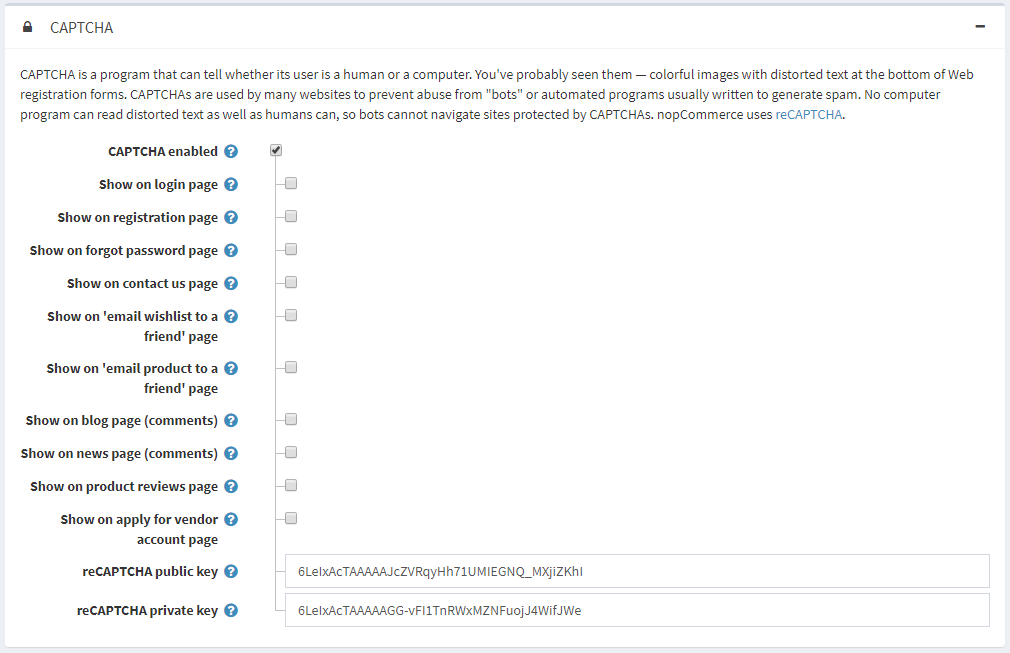 CAPTCHA
CAPTCHA is a program that can tell whether its user is a human or a computer. You've probably seen them — colorful images with distorted text at the bottom of Web
registration forms. CAPTCHAs are used by many websites to prevent abuse from "bots" or automated programs usually written to generate spam. No computer
program can read distorted text as well as humans can, so bots cannot navigate sites protected by CAPTCHAs. nopCommerce uses reCAPTCHA.
CAPTCHA enabled
Show on login page
Show on registration page
Show on forgot password page
Show on contact us page
Show on 'email wishlist to a
friend' page
Show on 'email product to a
friend' page
Show on blog page (comments)
Show on news page (comments)
Show on product reviews page
Show on apply for vendor
account page
reCAPTCHA public key 6LeIxAcTAAAAAJcZVRqyHh71UMIEGNQ_MXjiZKhI
reCAPTCHA private key 6LeIxAcTAAAAAGG-vFI1TnRWxMZNFuojJ4WifJWe